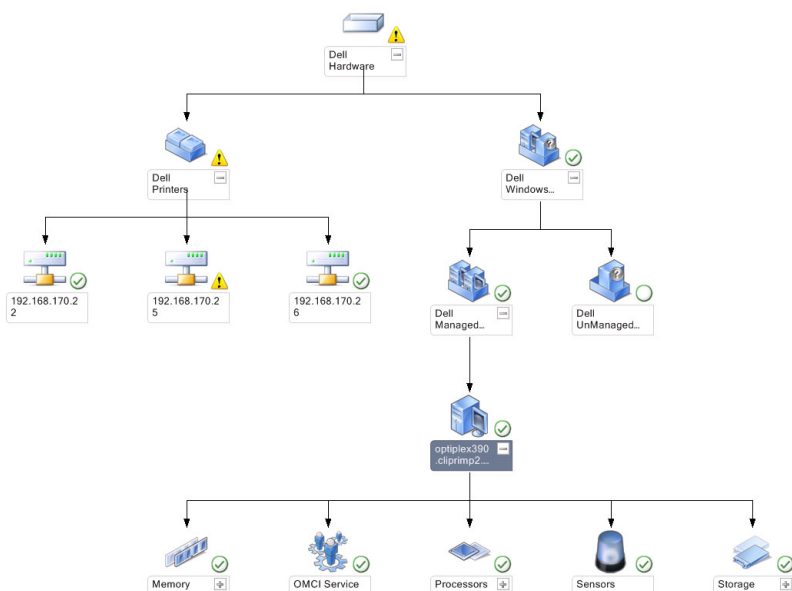 Dell
Hardware
Dell
Printers
Dell
Windows...
192.168.170.2
2
192.168.170.2
5
192.168.170.2
6
Dell
Managed...
Dell
UnManaged...
optiplex390
.cliprimp2...
Memory
OMCI Service
Processors
Sensors
Storage